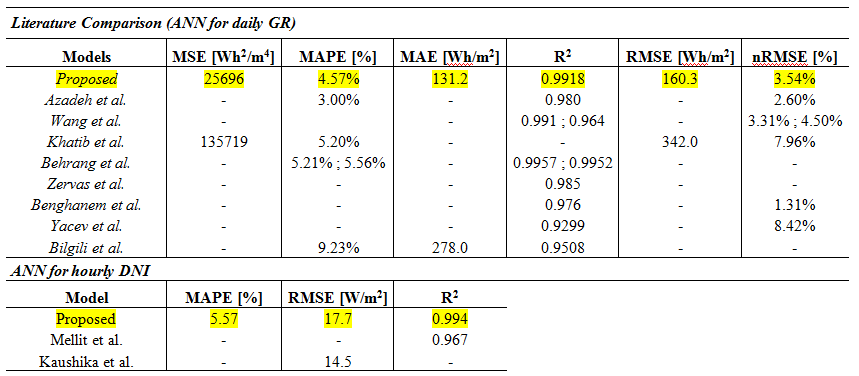 Literature Comparison (ANN for daily GR)
Models MSE [Wh²/m⁴] MAPE [%] MAE [Wh/m²] R² RMSE [Wh/m²] nRMSE [%]
Proposed 25696 4.57% 131.2 0.9918 160.3 3.54%
Azadeh et al. - 3.00% - 0.980 - 2.60%
Wang et al. - - - 0.991 ; 0.964 - 3.31% ; 4.50%
Khatib et al. 135719 5.20% - - 342.0 7.96%
Behrang et al. - 5.21% ; 5.56% - 0.9957 ; 0.9952 - -
Zervas et al. - - - 0.985 - -
Benghanem et al. - - - 0.976 - 1.31%
Yacev et al. - - - 0.9299 - 8.42%
Bilgili et al. - 9.23% 278.0 0.9508 - -
ANN for hourly DNI
Model MAPE [%] RMSE [W/m²] R²
Proposed 5.57 17.7 0.994
Mellit et al. - - 0.967
Kaushika et al. - 14.5 -